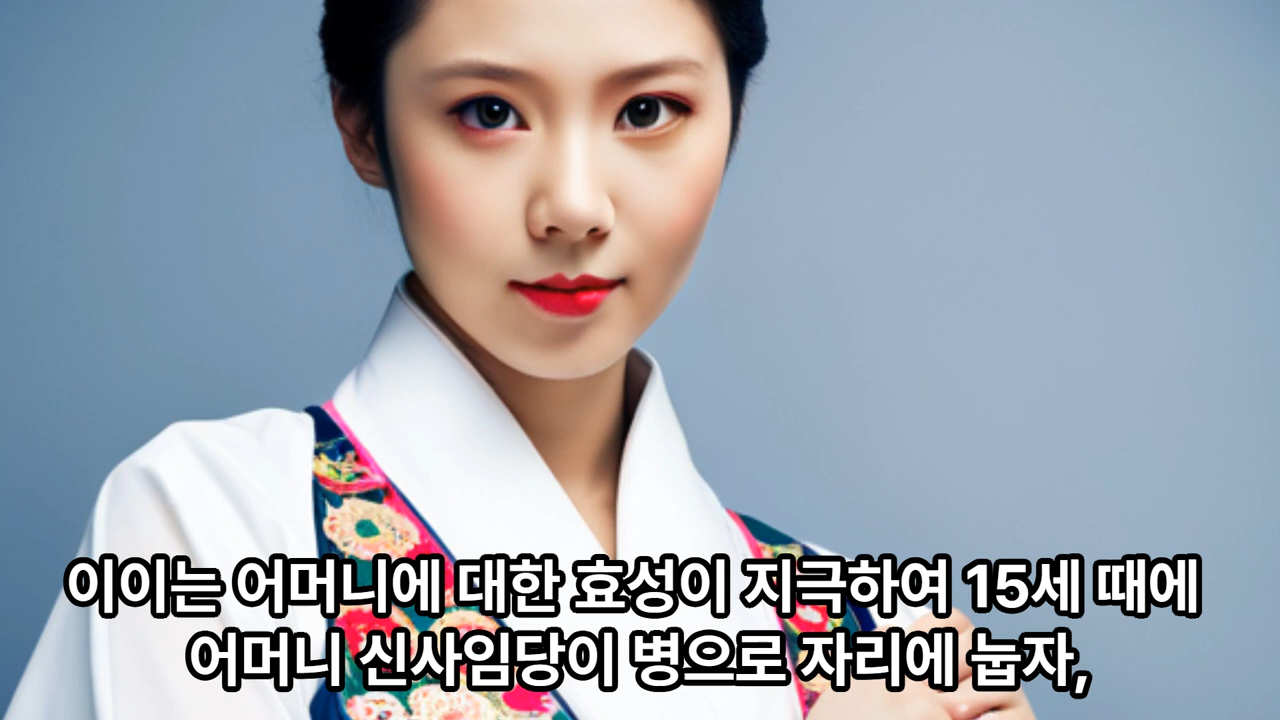 이이는 어머니에 대한 효성이 지극하여 15세 때에
어머니 신사임당이 병으로 자리에 눕자,